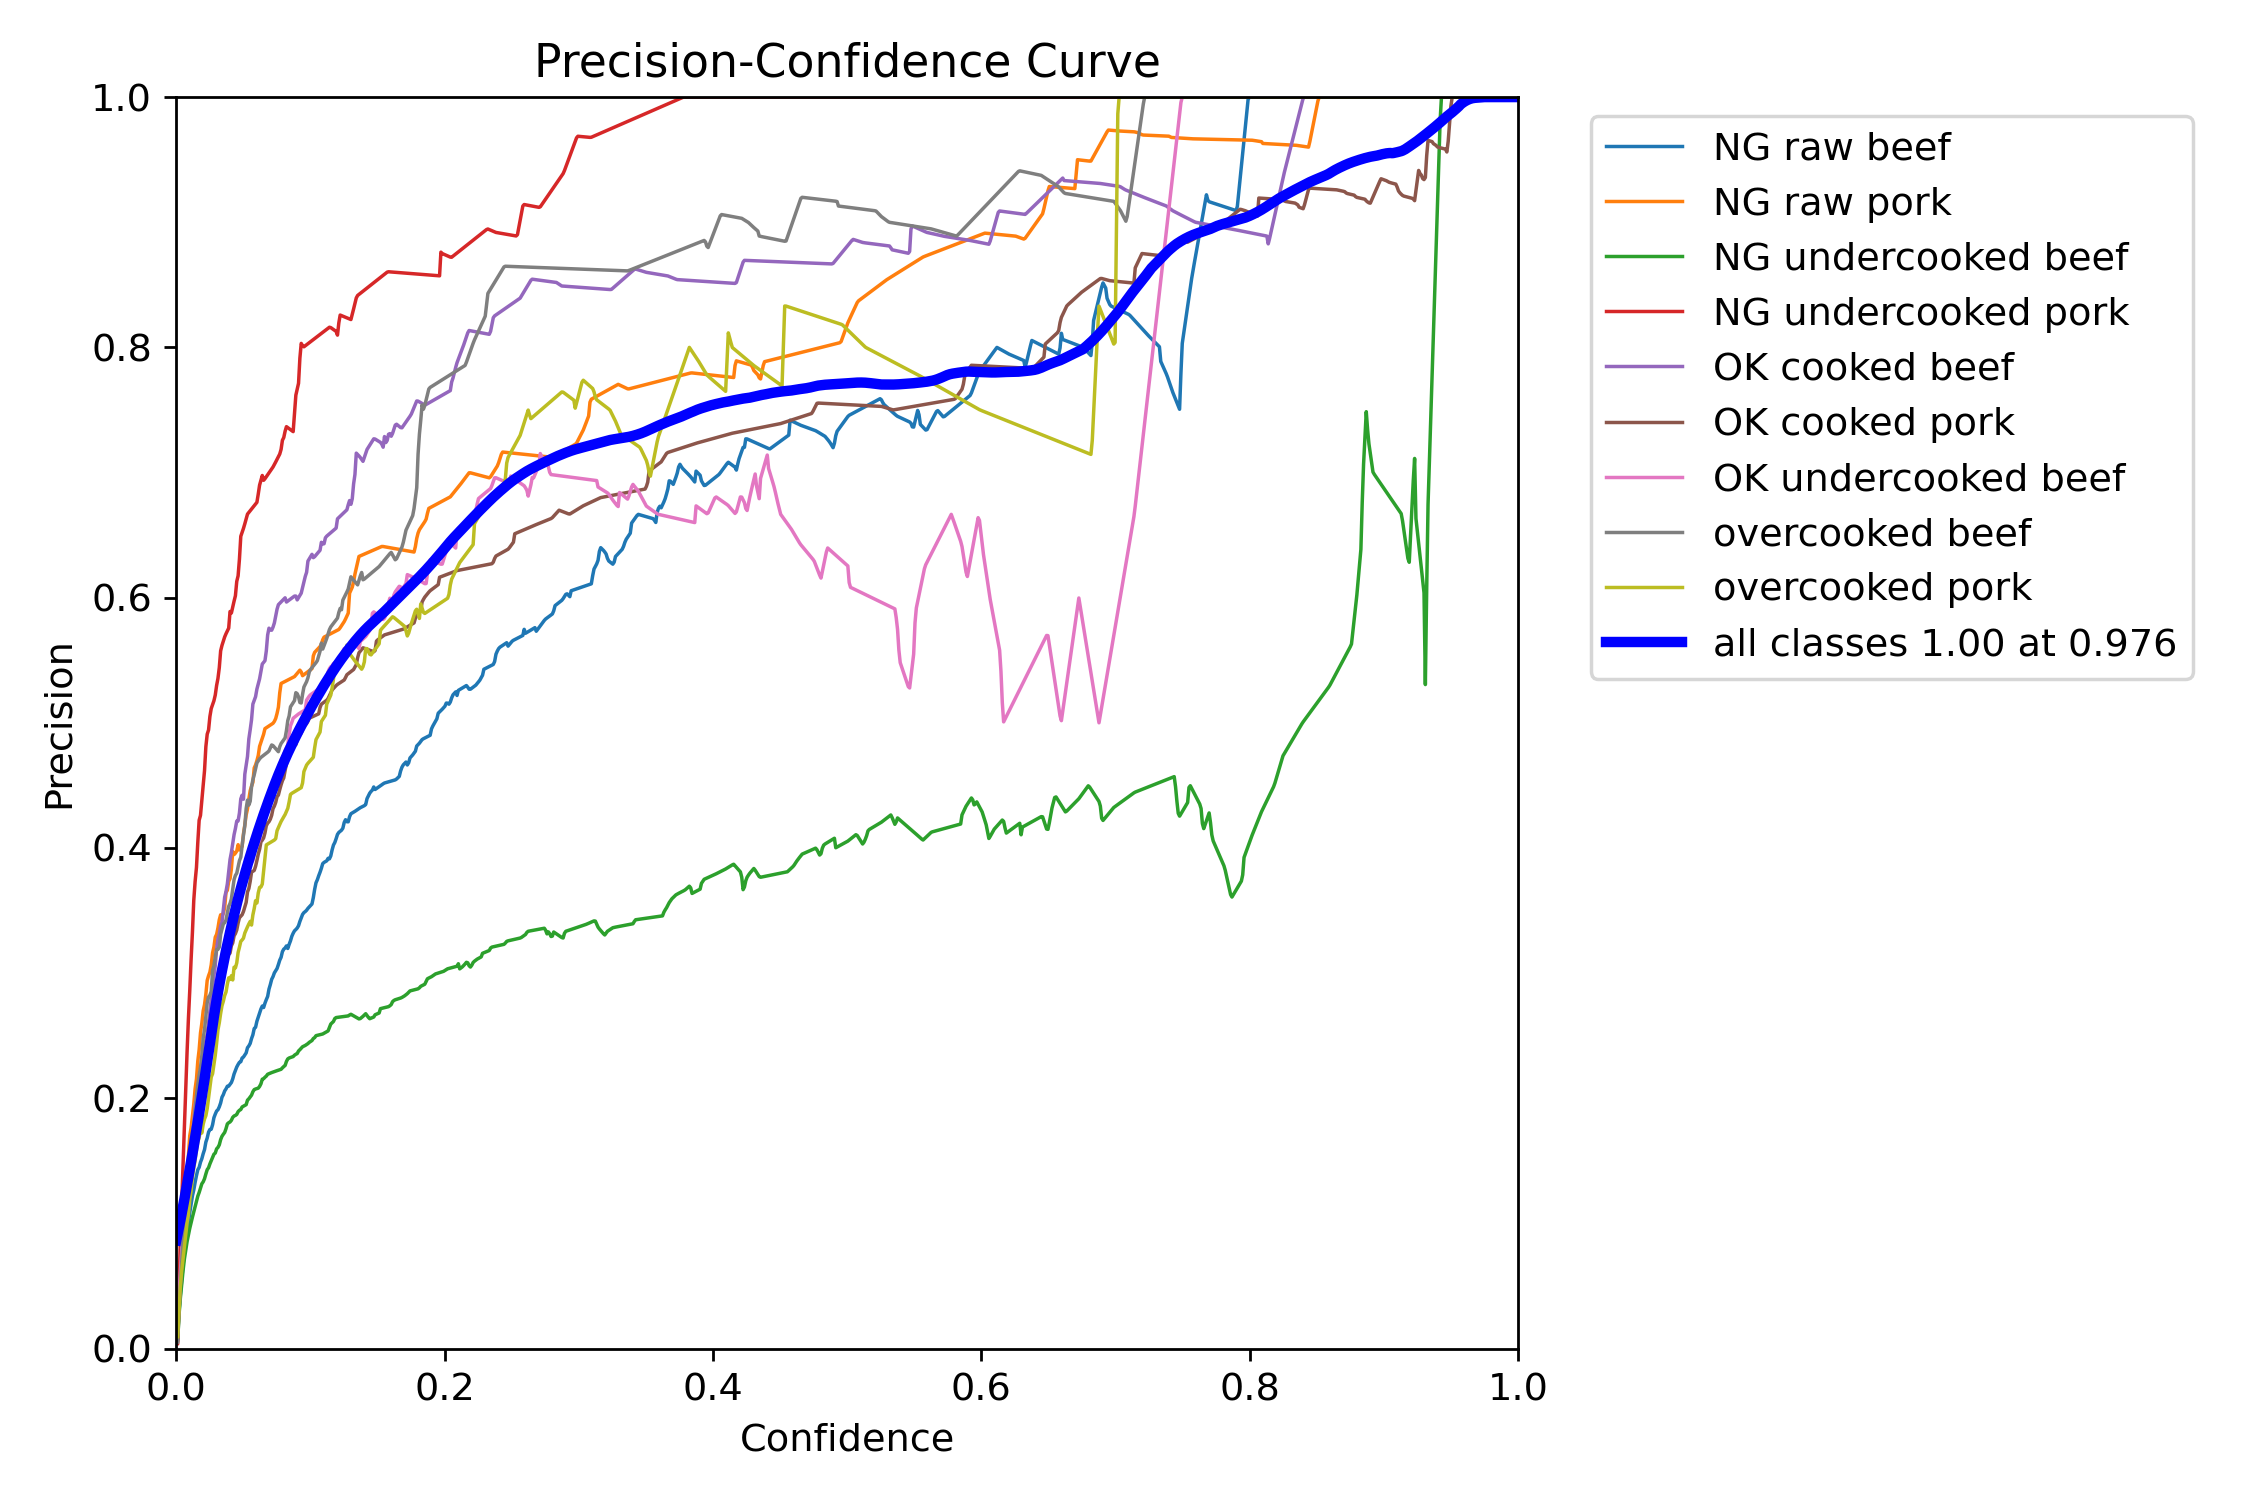 Precision-Confidence Curve
1.0
0.8
0.6
0.4
0.2
0.0
Precision
0.0 0.2 0.4 0.6 0.8 1.0
Confidence
NG raw beef
NG raw pork
NG undercooked beef
NG undercooked pork
OK cooked beef
OK cooked pork
OK undercooked beef
overcooked beef
overcooked pork
all classes 1.00 at 0.976